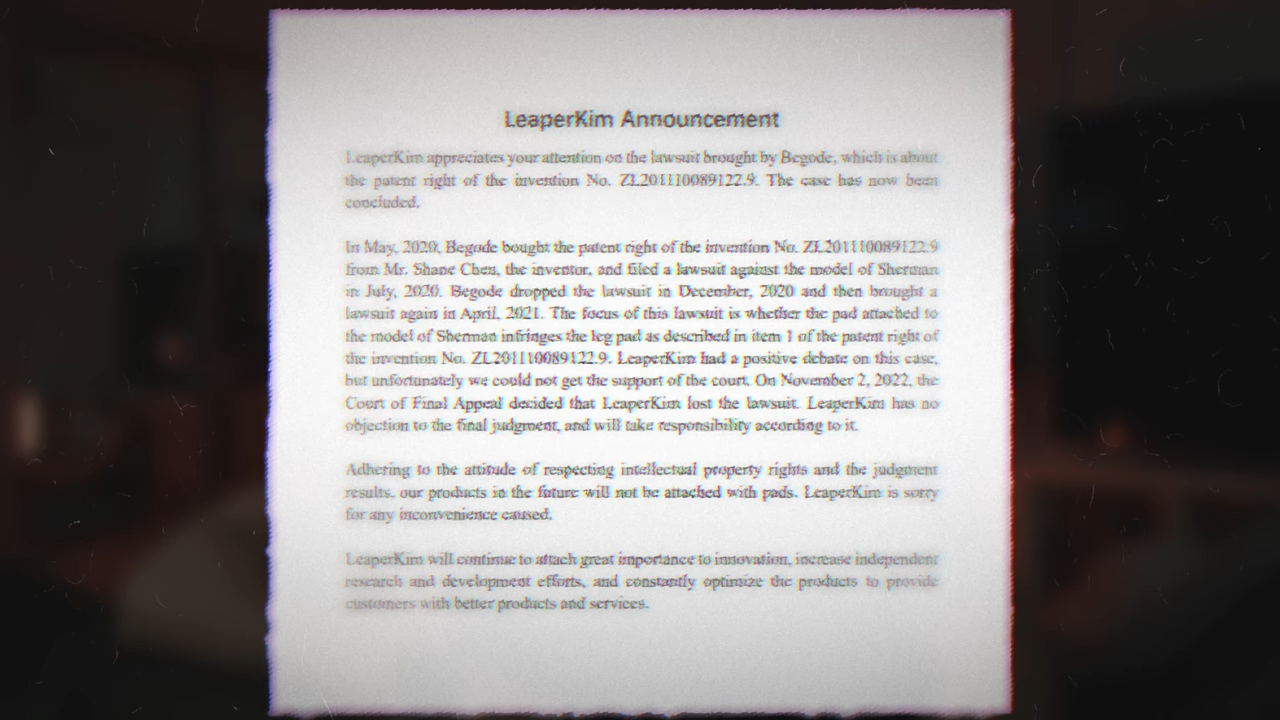 LeaperKim Announcement
LeaperKim appreciates your attention on the lawsuit brought by Begode, which is about
the patent right of the invention No. ZL201110089122.9. The case has now been
concluded.
In May, 2020, Begode bought the patent right of the invention No. ZL201110089122.9
from Mr. Shane Chen, the inventor, and filed a lawsuit against the model of Sherman
in July, 2020. Begode dropped the lawsuit in December, 2020 and then brought a
lawsuit again in April, 2021. The focus of this lawsuit is whether the pad attached to
the model of Sherman infringes the leg pad as described in item 1 of the patent right of
the invention No. ZL201110089122.9. LeaperKim had a positive debate on this case,
but unfortunately we could not get the support of the court. On November 2, 2022, the
Court of Final Appeal decided that LeaperKim lost the lawsuit. LeaperKim has no
objection to the final judgment, and will take responsibility according to it.
Adhering to the attitude of respecting intellectual property rights and the judgment
results, our products in the future will not be attached with pads. LeaperKim is sorry
for any inconvenience caused.
LeaperKim will continue to attach great importance to innovation, increase independent
research and development efforts, and constantly optimize the products to provide
customers with better products and services.